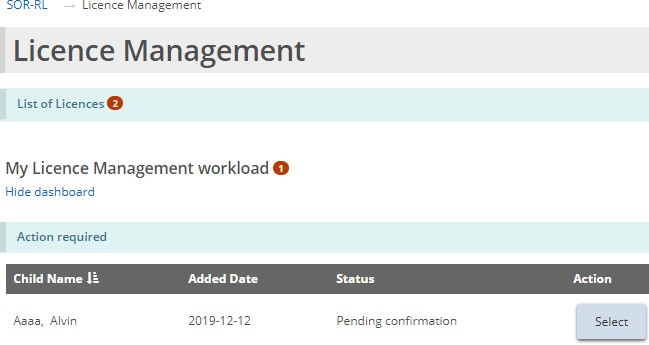 SOR-RL → Licence Management
Licence Management
List of Licences 2
My Licence Management workload 1
Hide dashboard
Action required
Child Name Added Date Status Action
Aaaa, Alvin 2019-12-12 Pending confirmation Select